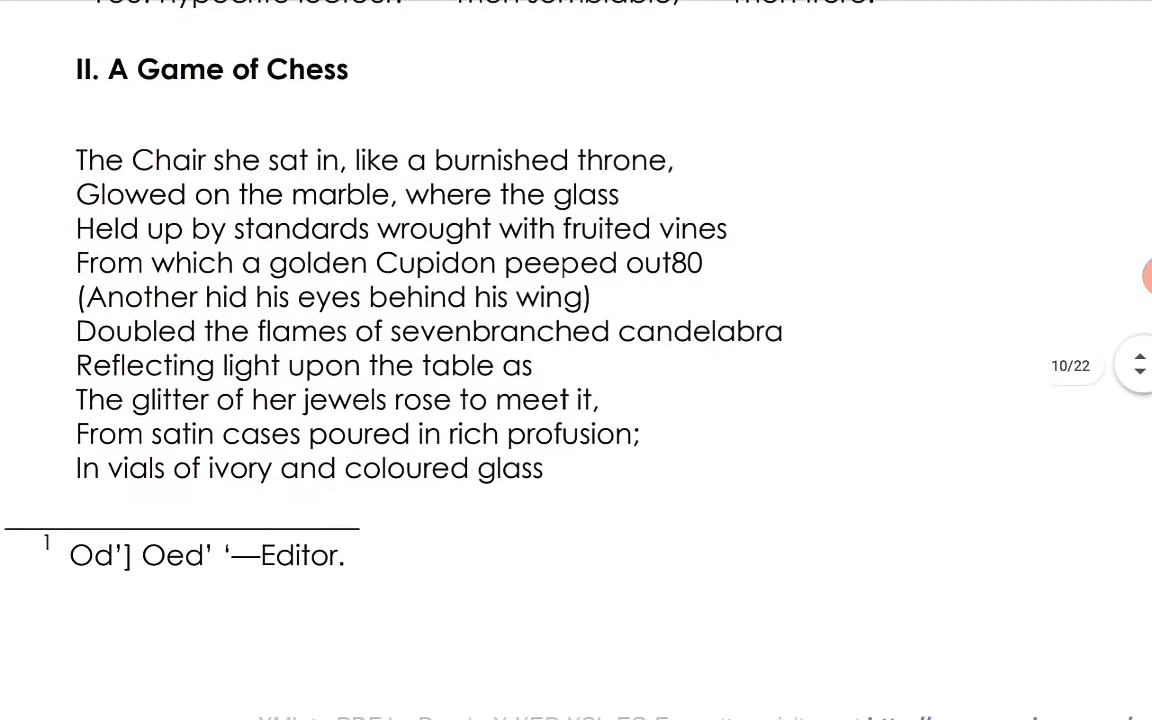 II. A Game of Chess
The Chair she sat in, like a burnished throne,
Glowed on the marble, where the glass
Held up by standards wrought with fruited vines
From which a golden Cupidon peeped out80
(Another hid his eyes behind his wing)
Doubled the flames of sevenbranched candelabra
Reflecting light upon the table as
The glitter of her jewels rose to meet it,
From satin cases poured in rich profusion;
In vials of ivory and coloured glass
10/22
1 Od’] Oed’ ‘—Editor.